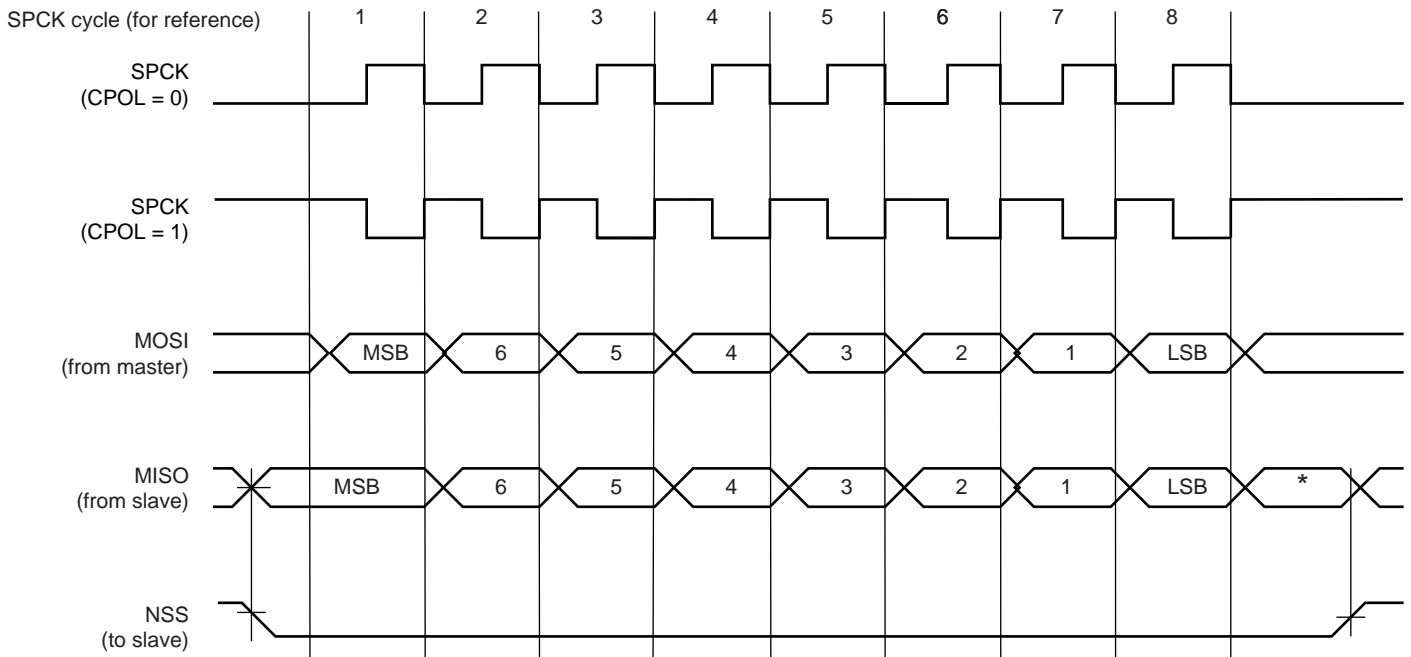 SPCK cycle (for reference) 1 2 3 4 5 6 7 8
SPCK
(CPOL = 0)
SPCK
(CPOL = 1)
MOSI
(from master)
MSB 6 5 4 3 2 1 LSB
MISO
(from slave)
MSB 6 5 4 3 2 1 LSB *
NSS
(to slave)